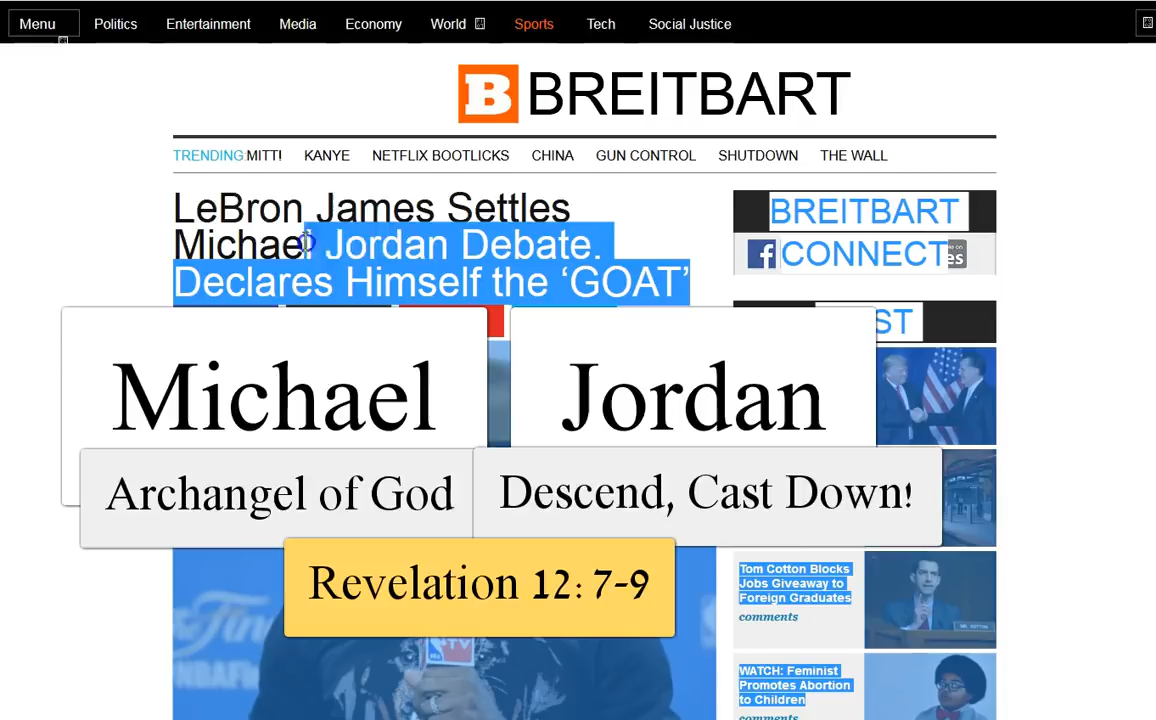 Menu Politics Entertainment Media Economy World Sports Tech Social Justice
B BREITBART
TRENDING: MITT! KANYE NETFLIX BOOTLICKS CHINA GUN CONTROL SHUTDOWN THE WALL
LeBron James Settles
Michael Jordan Debate.
Declares Himself the ‘GOAT’
BREITBART
f CONNECT
Michael
Jordan
Archangel of God
Descend, Cast Down!
Revelation 12: 7-9
Tom Cotton Blocks
Jobs Giveaway to
Foreign Graduates
comments
WATCH: Feminist
Promotes Abortion
to Children
comments
TV